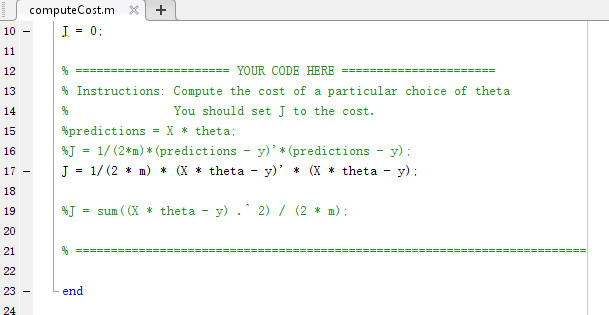 computeCost.m × +
10 — J = 0;
11
12 % ====================== YOUR CODE HERE ======================
13 % Instructions: Compute the cost of a particular choice of theta
14 % You should set J to the cost.
15 %predictions = X * theta;
16 %J = 1/(2*m)*(predictions - y)'*(predictions - y);
17 — J = 1/(2 * m) * (X * theta - y)' * (X * theta - y);
18
19 %J = sum((X * theta - y) .^ 2) / (2 * m);
20
21 % =========================================================================
22
23 — end
24